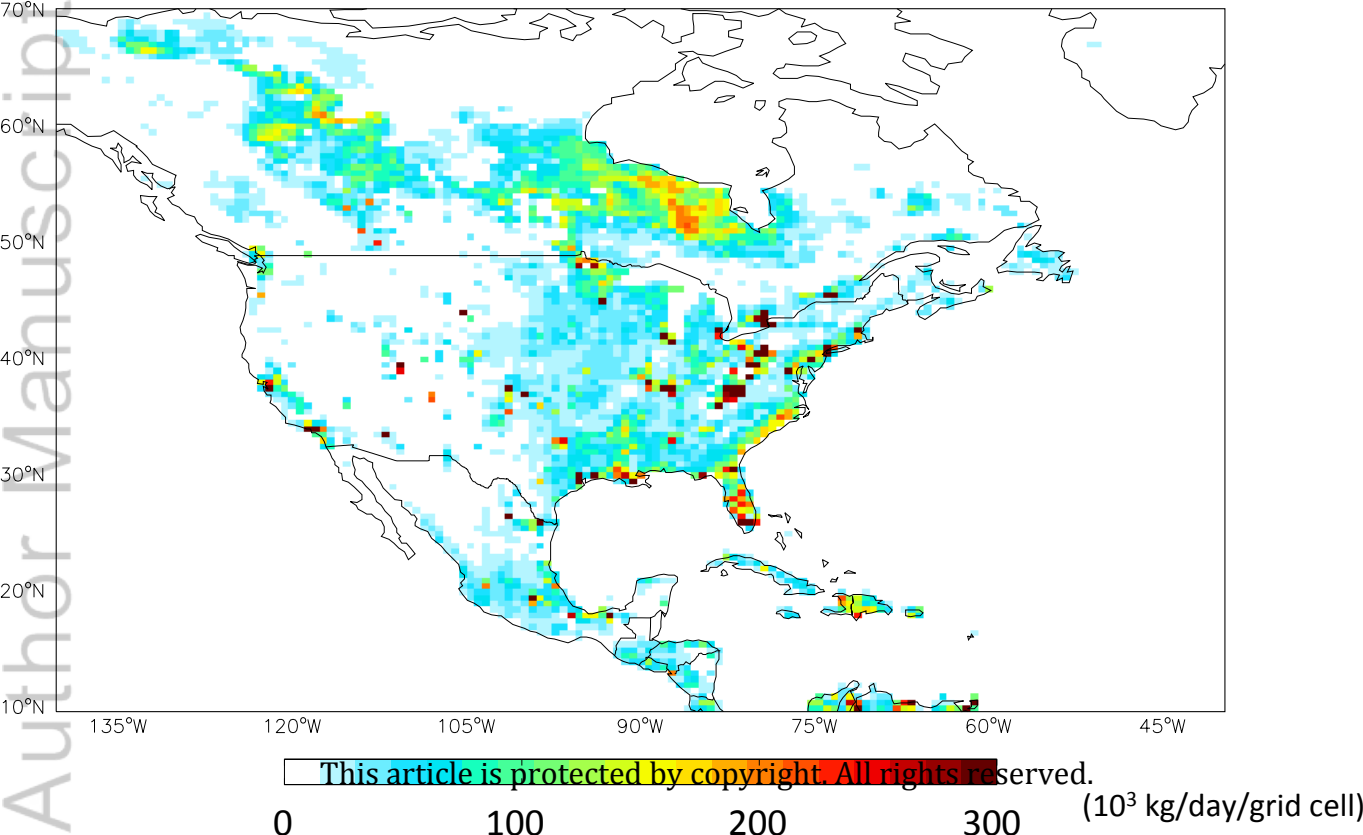 Author Manuscript
70°N
60°N
50°N
40°N
30°N
20°N
10°N
135°W 120°W 105°W 90°W 75°W 60°W 45°W
This article is protected by copyright. All rights reserved.
0 100 200 300 (10³ kg/day/grid cell)